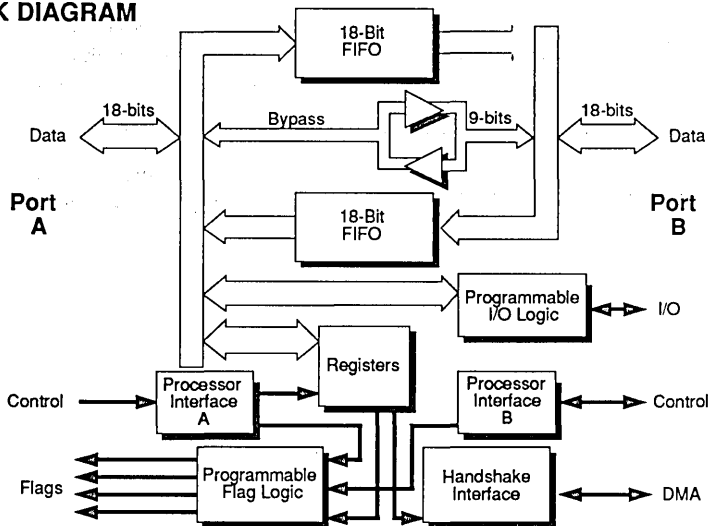 K DIAGRAM
18-Bit
FIFO
18-bits
Bypass
9-bits
18-bits
Data
Data
Port
A
18-Bit
FIFO
Port
B
Programmable
I/O Logic
I/O
Registers
Processor
Interface
A
Processor
Interface
B
Control
Control
Flags
Programmable
Flag Logic
Handshake
Interface
DMA